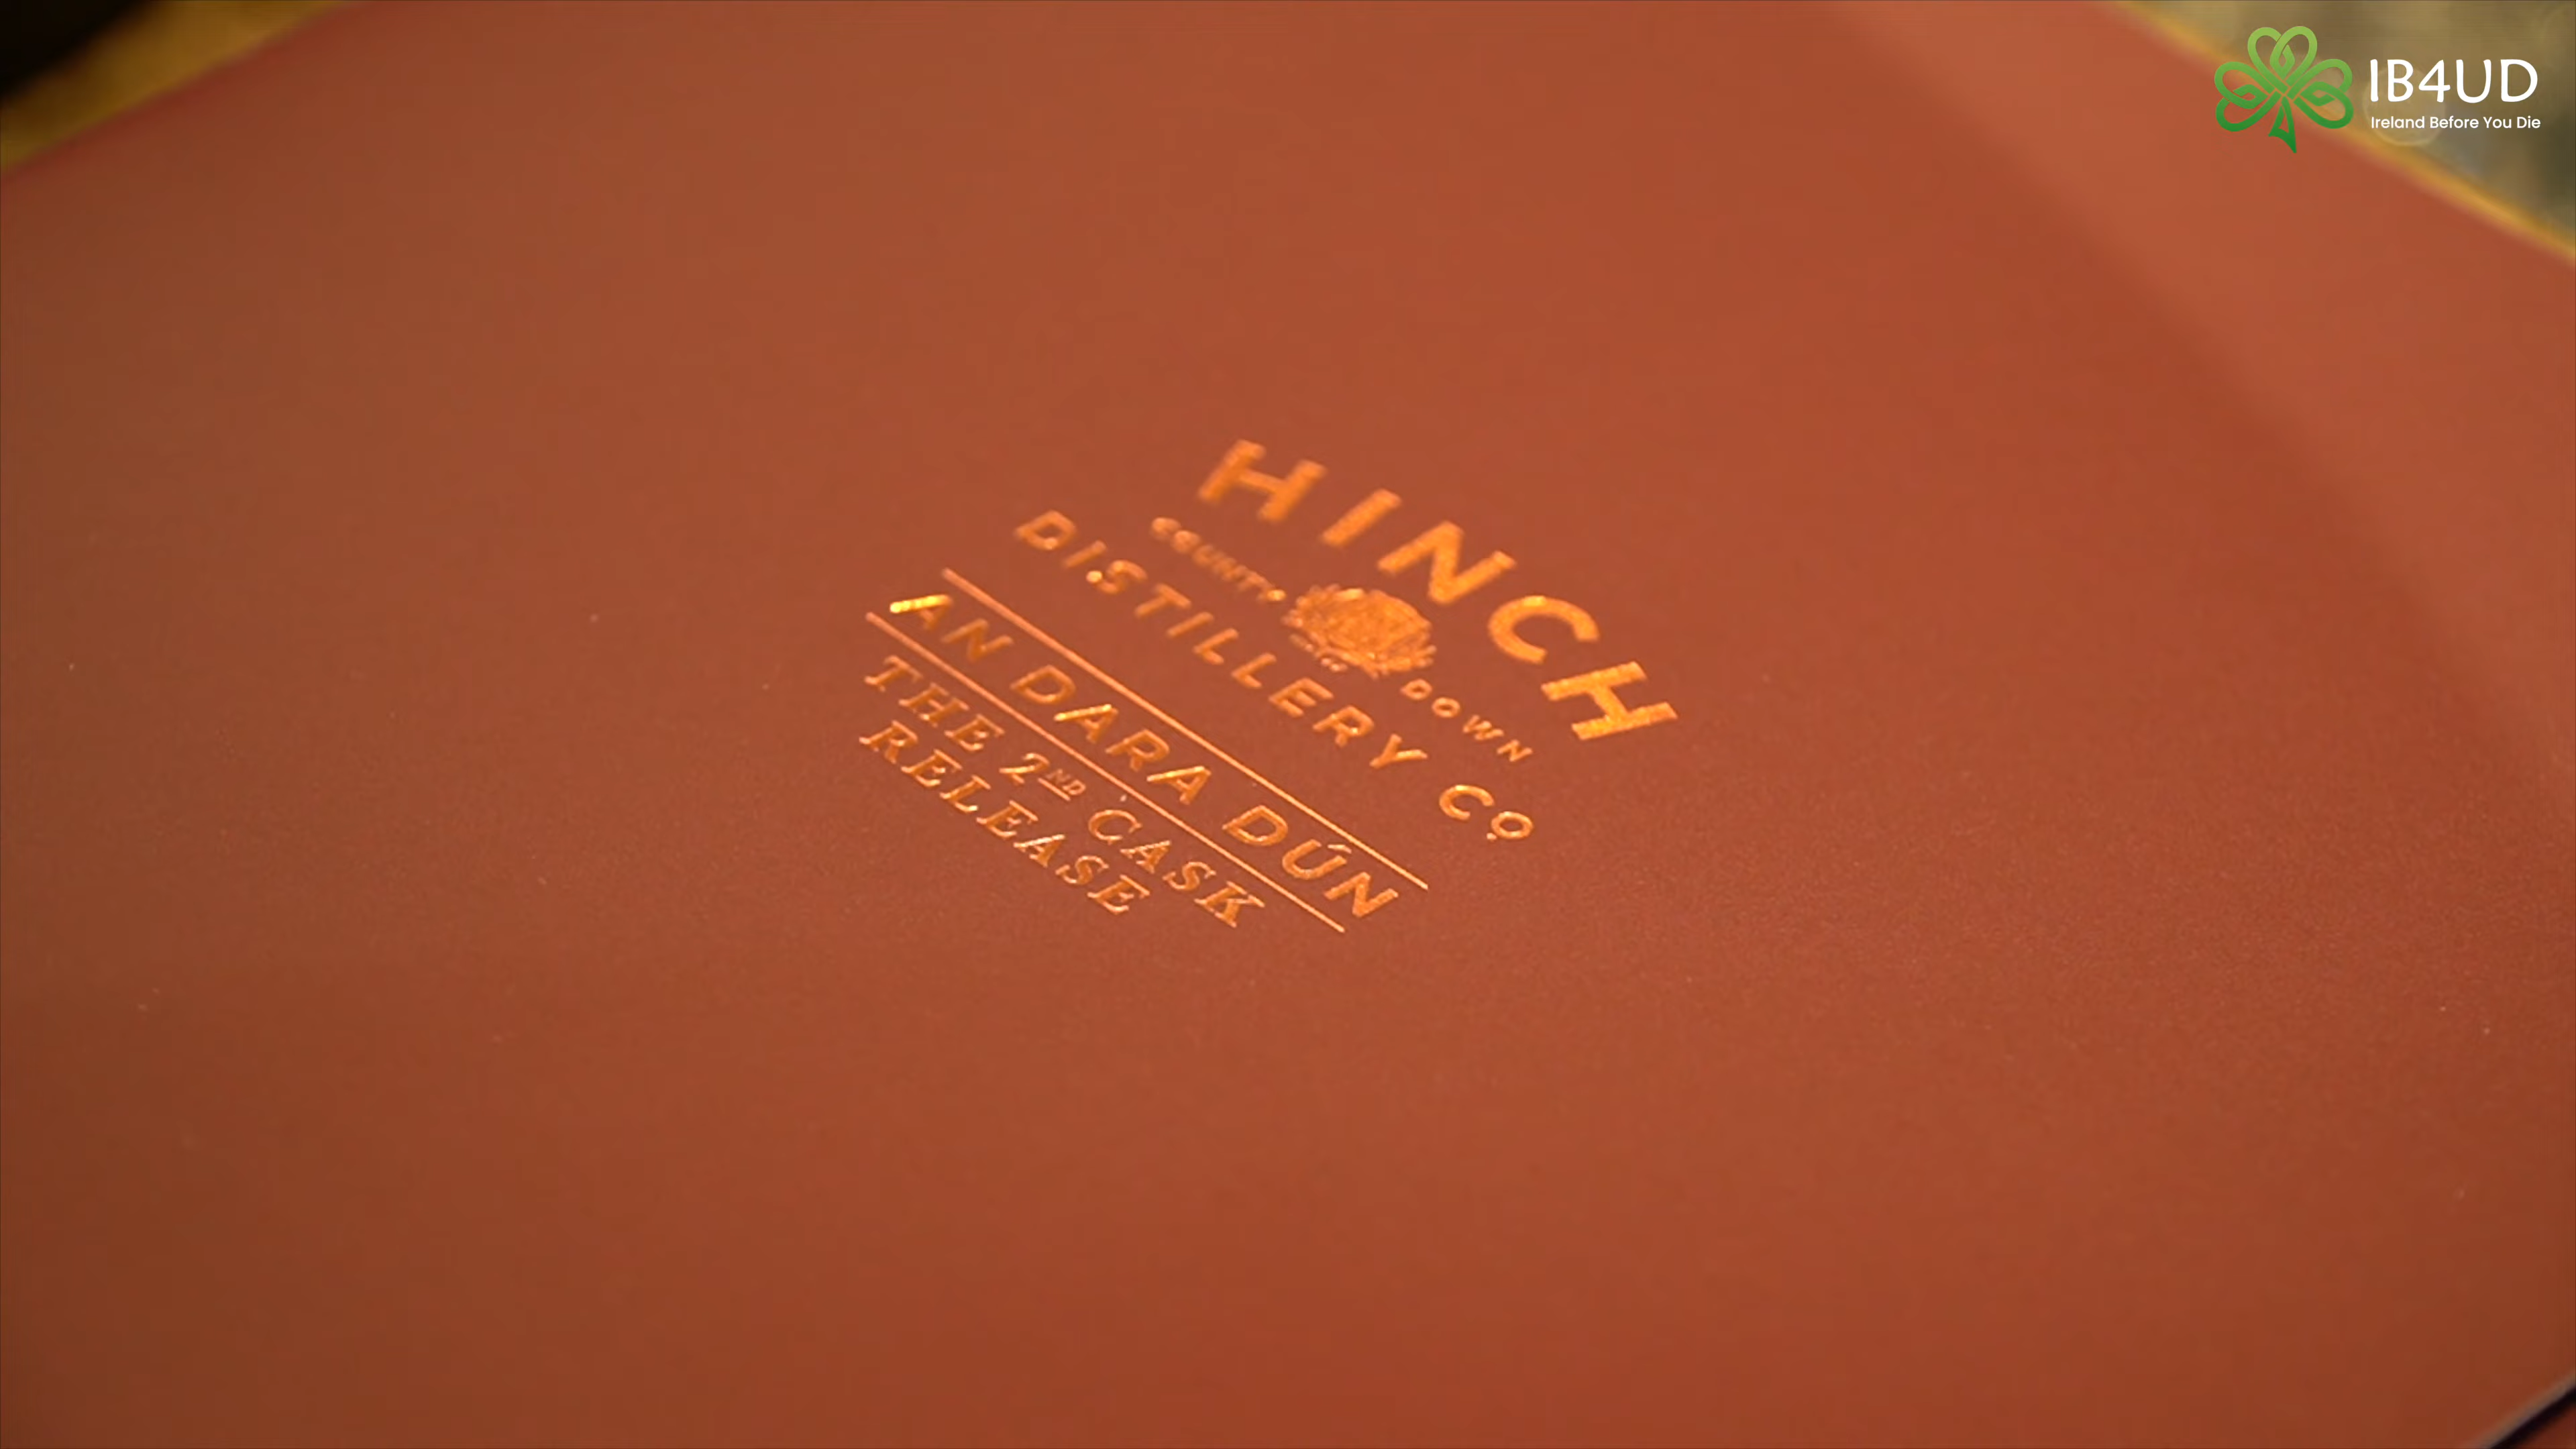 HINCH
COUNTY DOWN
DISTILLERY CO
AN DARA DÚN
THE 2ND CASK
RELEASE
IB4UD
Ireland Before You Die